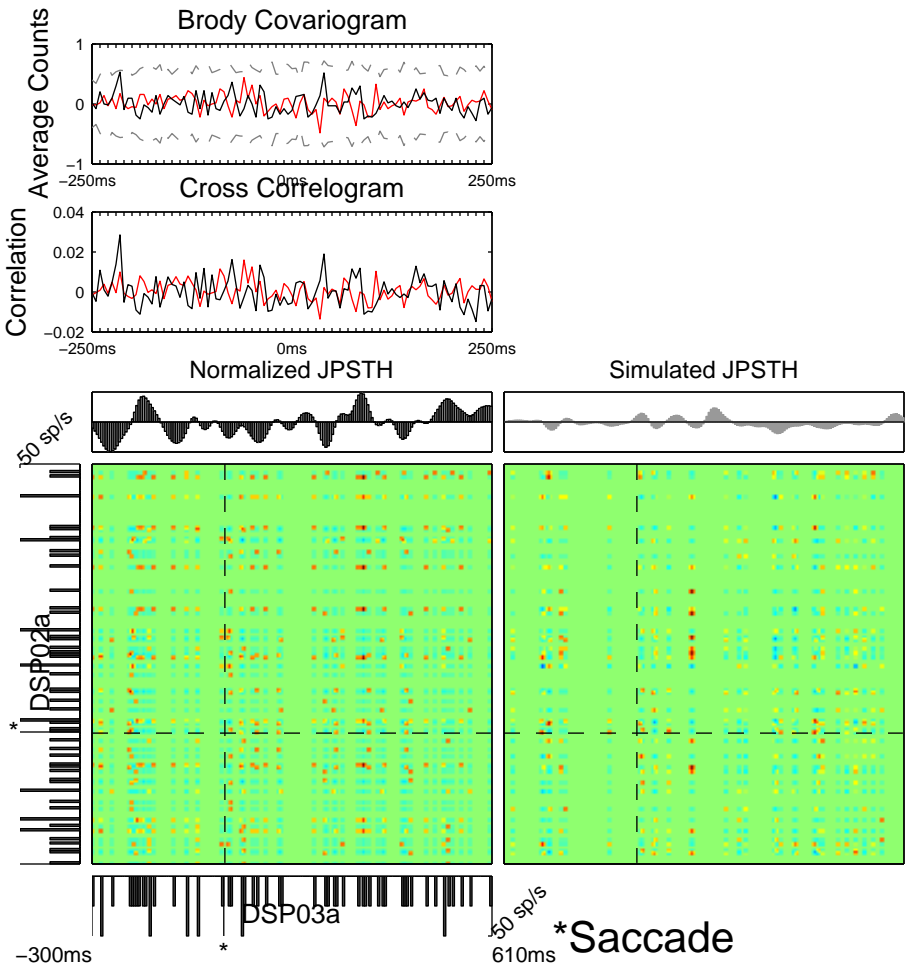 Brody Covariogram
Average Counts
1
0
−1
−250ms
0ms
250ms
Cross Correlogram
Correlation
0.04
0.02
0
−0.02
−250ms
0ms
250ms
Normalized JPSTH
Simulated JPSTH
50 sp/s
DSP02a
*
DSP03a
50 sp/s
*
−300ms
610ms
*Saccade